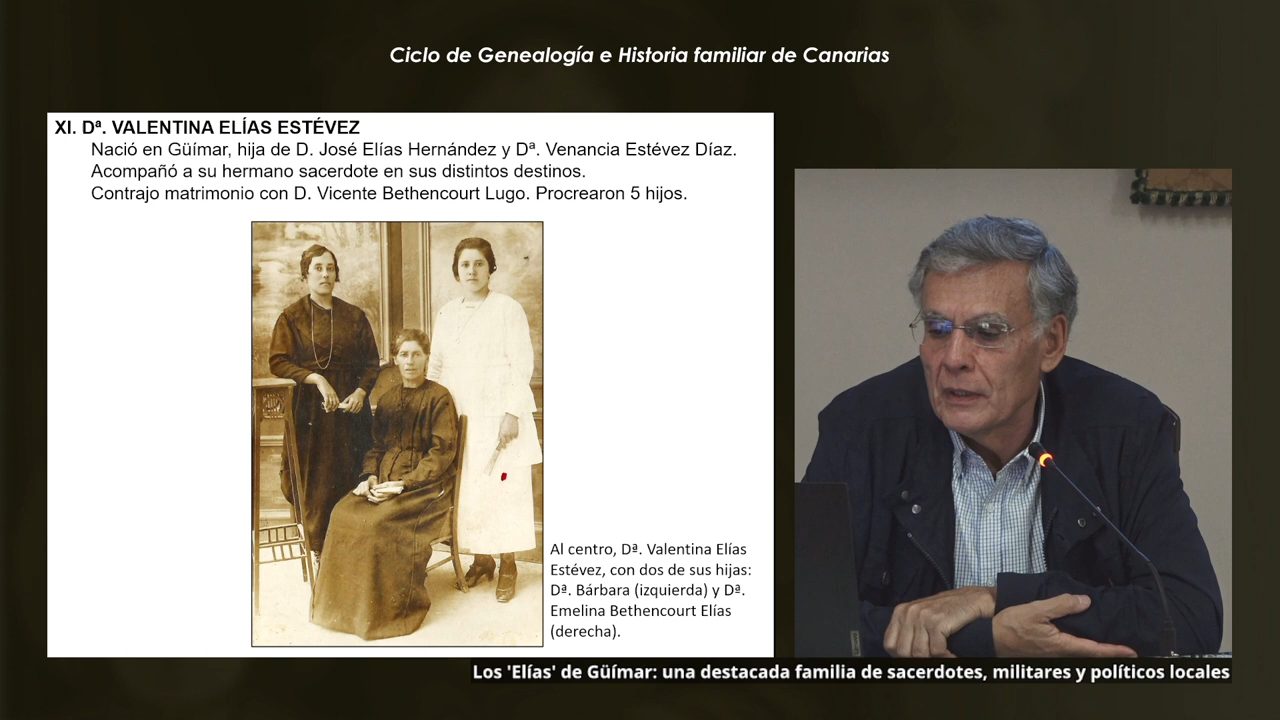 Ciclo de Genealogía e Historia familiar de Canarias
XI. Dª. VALENTINA ELÍAS ESTÉVEZ
Nació en Güímar, hija de D. José Elías Hernández y Dª. Venancia Estévez Díaz.
Acompañó a su hermano sacerdote en sus distintos destinos.
Contrajo matrimonio con D. Vicente Bethencourt Lugo. Procrearon 5 hijos.
Al centro, Dª. Valentina Elías
Estévez, con dos de sus hijas:
Dª. Bárbara (izquierda) y Dª.
Emelina Bethencourt Elías
(derecha).
Los 'Elías' de Güímar: una destacada familia de sacerdotes, militares y políticos locales